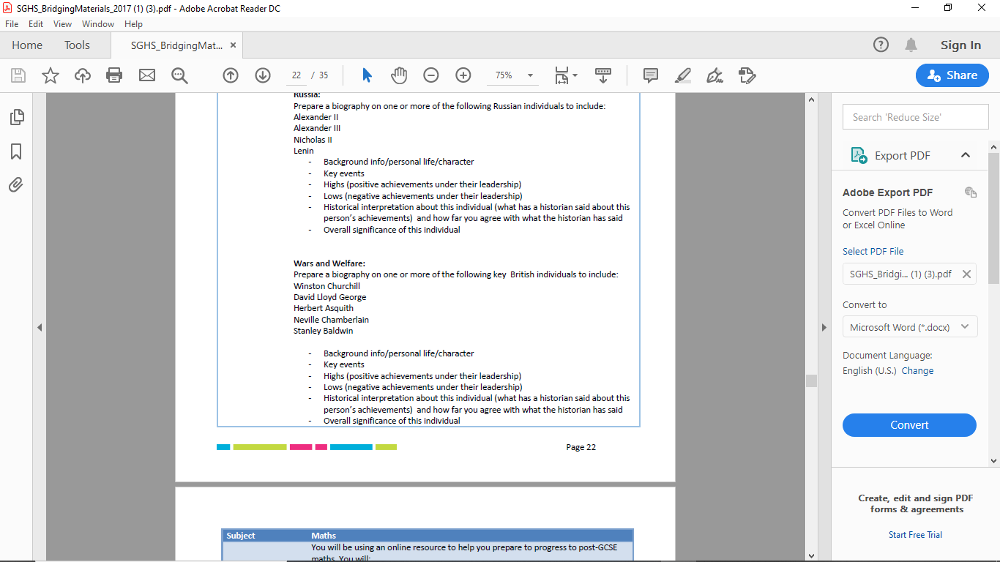 SGHS_BridgingMaterials_2017 (1) (3).pdf - Adobe Acrobat Reader DC
File Edit View Window Help
Home Tools SGHS_BridgingMat... × Sign In
22 / 35 75% Share
Russia:
Prepare a biography on one or more of the following Russian individuals to include:
Alexander II
Alexander III
Nicholas II
Lenin
- Background info/personal life/character
- Key events
- Highs (positive achievements under their leadership)
- Lows (negative achievements under their leadership)
- Historical interpretation about this individual (what has a historian said about this
person's achievements) and how far you agree with what the historian has said
- Overall significance of this individual
Wars and Welfare:
Prepare a biography on one or more of the following key British individuals to include:
Winston Churchill
David Lloyd George
Herbert Asquith
Neville Chamberlain
Stanley Baldwin
- Background info/personal life/character
- Key events
- Highs (positive achievements under their leadership)
- Lows (negative achievements under their leadership)
- Historical interpretation about this individual (what has a historian said about this
person's achievements) and how far you agree with what the historian has said
- Overall significance of this individual
Page 22
Subject Maths
You will be using an online resource to help you prepare to progress to post-GCSE
maths. You will:
Search 'Reduce Size'
Export PDF
Adobe Export PDF
Convert PDF Files to Word
or Excel Online
Select PDF File
SGHS_Bridgi... (1) (3).pdf
Convert to
Microsoft Word (*.docx)
Document Language:
English (U.S.) Change
Convert
Create, edit and sign PDF
forms & agreements
Start Free Trial